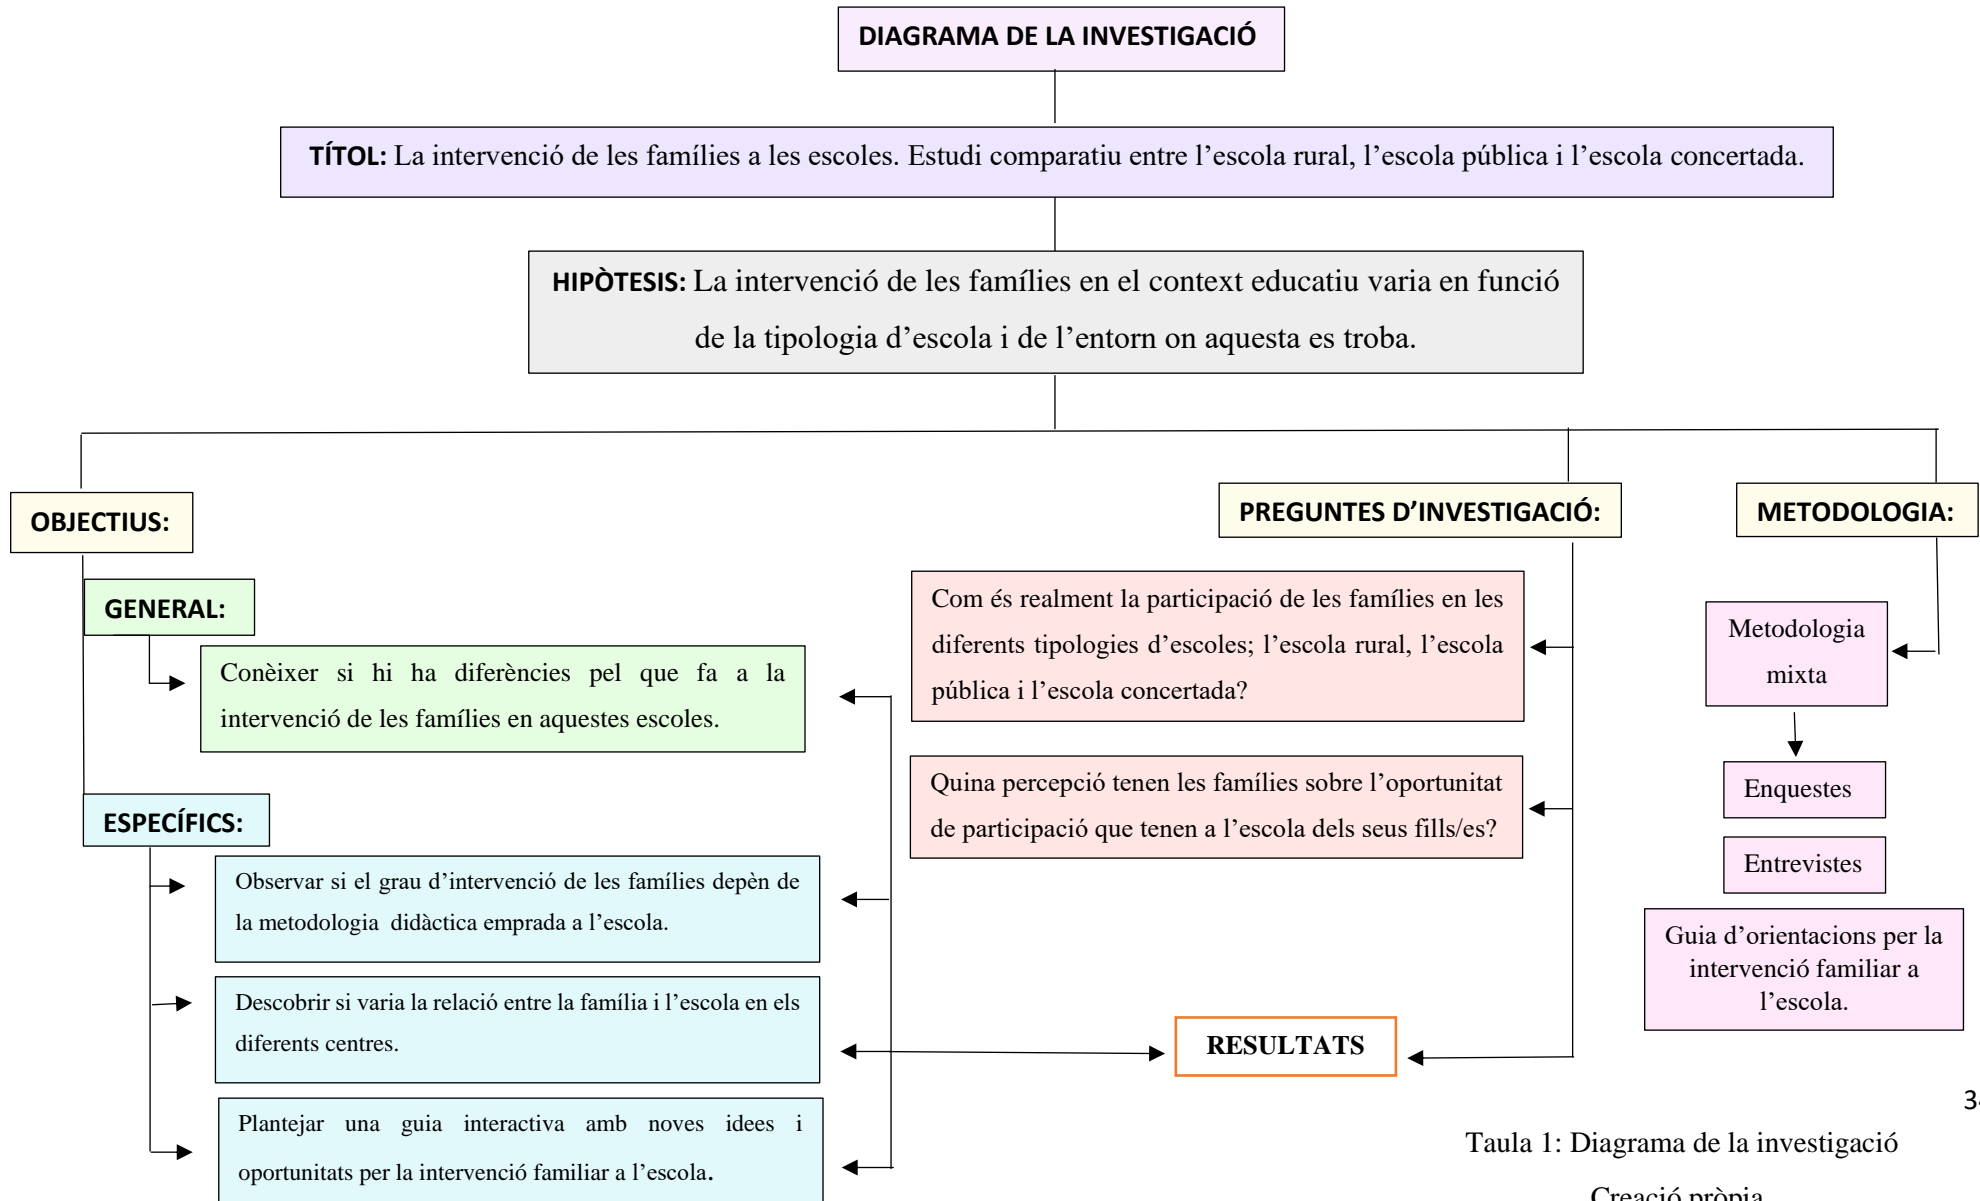 DIAGRAMA DE LA INVESTIGACIÓ
TÍTOL: La intervenció de les famílies a les escoles. Estudi comparatiu entre l’escola rural, l’escola pública i l’escola concertada.
HIPÒTESIS: La intervenció de les famílies en el context educatiu varia en funció
de la tipologia d’escola i de l’entorn on aquesta es troba.
OBJECTIUS:
GENERAL:
Conèixer si hi ha diferències pel que fa a la
intervenció de les famílies en aquestes escoles.
ESPECÍFICS:
Observar si el grau d’intervenció de les famílies depèn de
la metodologia didàctica emprada a l’escola.
Descobrir si varia la relació entre la família i l’escola en els
diferents centres.
Plantejar una guia interactiva amb noves idees i
oportunitats per la intervenció familiar a l’escola.
PREGUNTES D’INVESTIGACIÓ:
Com és realment la participació de les famílies en les
diferents tipologies d’escoles; l’escola rural, l’escola
pública i l’escola concertada?
Quina percepció tenen les famílies sobre l’oportunitat
de participació que tenen a l’escola dels seus fills/es?
RESULTATS
METODOLOGIA:
Metodologia
mixta
Enquestes
Entrevistes
Guia d’orientacions per la
intervenció familiar a
l’escola.
Taula 1: Diagrama de la investigació
Creació pròpia